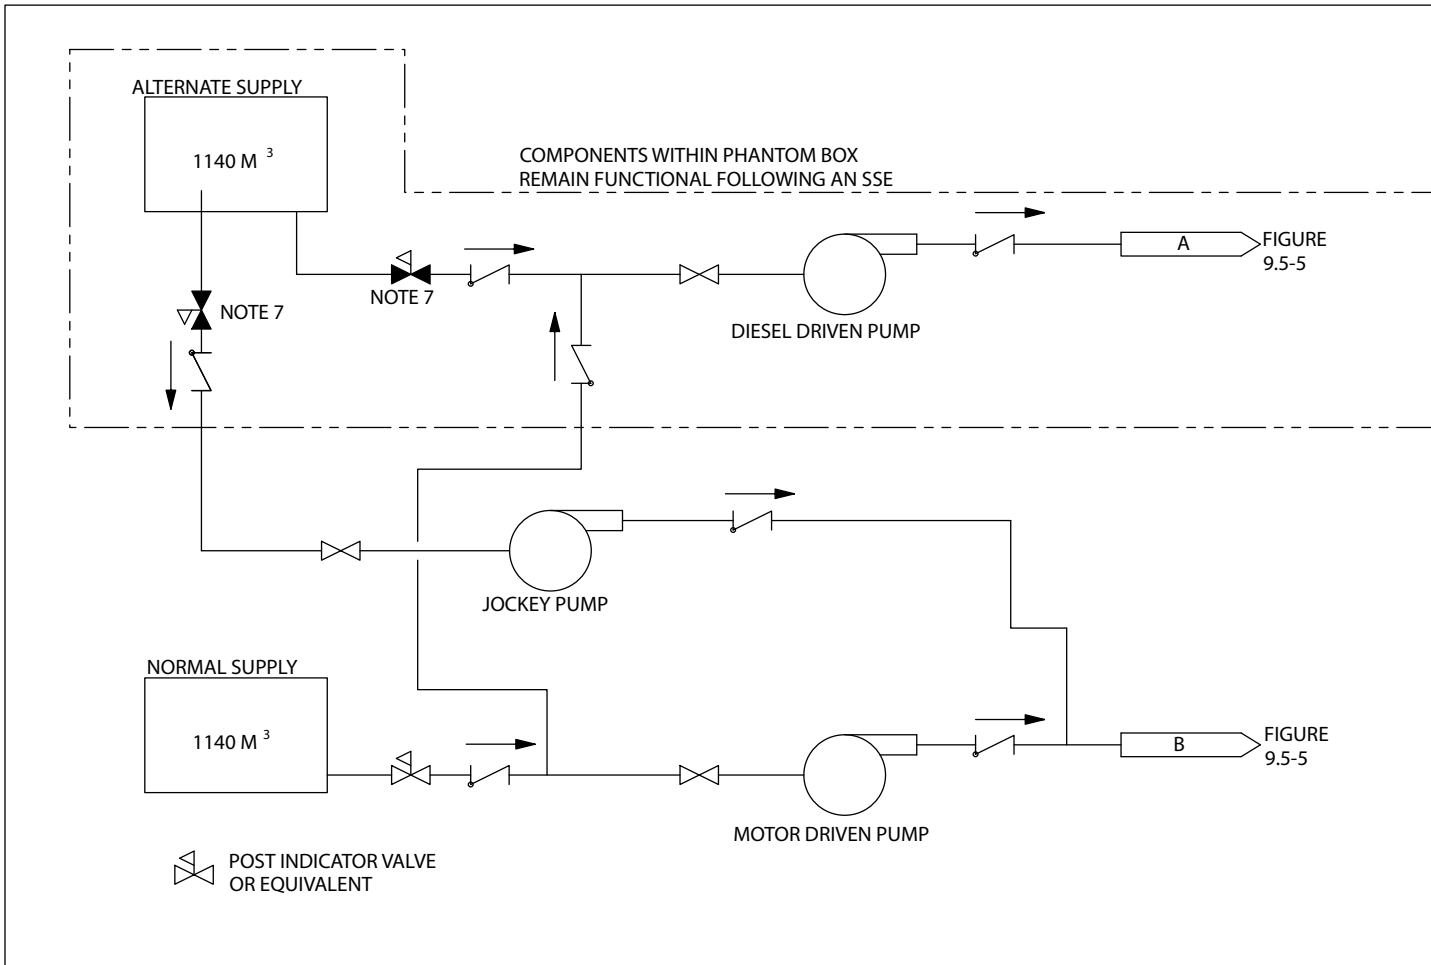 ALTERNATE SUPPLY
1140 M 3
COMPONENTS WITHIN PHANTOM BOX
REMAIN FUNCTIONAL FOLLOWING AN SSE
A
FIGURE
9.5-5
NOTE 7
NOTE 7
DIESEL DRIVEN PUMP
JOCKEY PUMP
NORMAL SUPPLY
1140 M 3
B
FIGURE
9.5-5
MOTOR DRIVEN PUMP
POST INDICATOR VALVE
OR EQUIVALENT